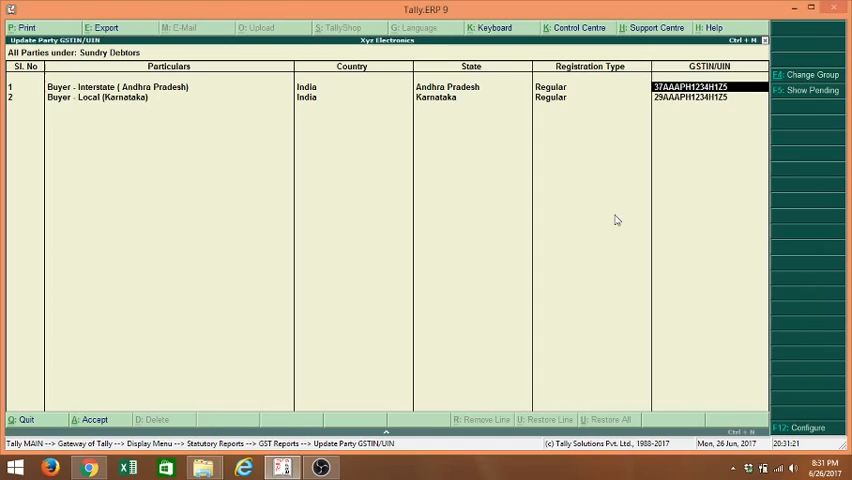 Tally.ERP 9
P: Print E: Export M: E-Mail O: Upload S: TallyShop G: Language K: Keyboard K: Control Centre H: Support Centre H: Help
Update Party GSTIN/UIN Xyz Electronics Ctrl + M
All Parties under: Sundry Debtors
Sl. No Particulars Country State Registration Type GSTIN/UIN
1 Buyer - Interstate ( Andhra Pradesh) India Andhra Pradesh Regular 37AAAPH1234H1Z5
2 Buyer - Local (Karnataka) India Karnataka Regular 29AAAPH1234H1Z5
F4: Change Group
F5: Show Pending
Q: Quit A: Accept D: Delete R: Remove Line U: Restore Line U: Restore All F12: Configure
Ctrl + N
Tally MAIN --> Gateway of Tally --> Display Menu --> Statutory Reports --> GST Reports --> Update Party GSTIN/UIN (c) Tally Solutions Pvt. Ltd., 1988-2017 Mon, 26 Jun, 2017 20:31:21
8:31 PM
6/26/2017